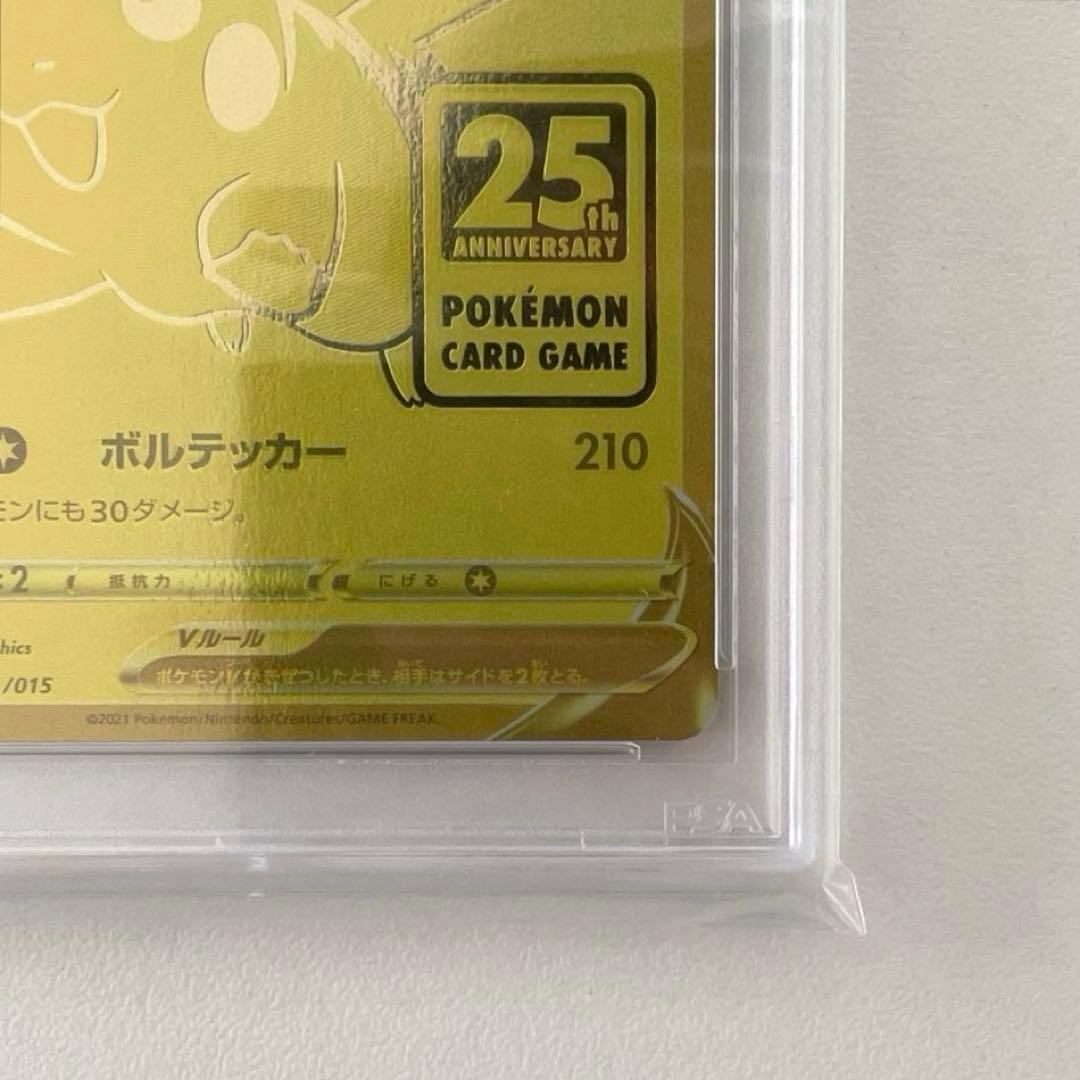 25th
ANNIVERSARY
POKÉMON
CARD GAME
ボルテッカー 210
モンにも30ダメージ。
×2 抵抗力 にげる
hics
Vルール
/015
ポケモンVがきぜつしたとき、相手はサイドを2枚とる。
©2021 Pokémon/Nintendo/Creatures/GAME FREAK.
PSA